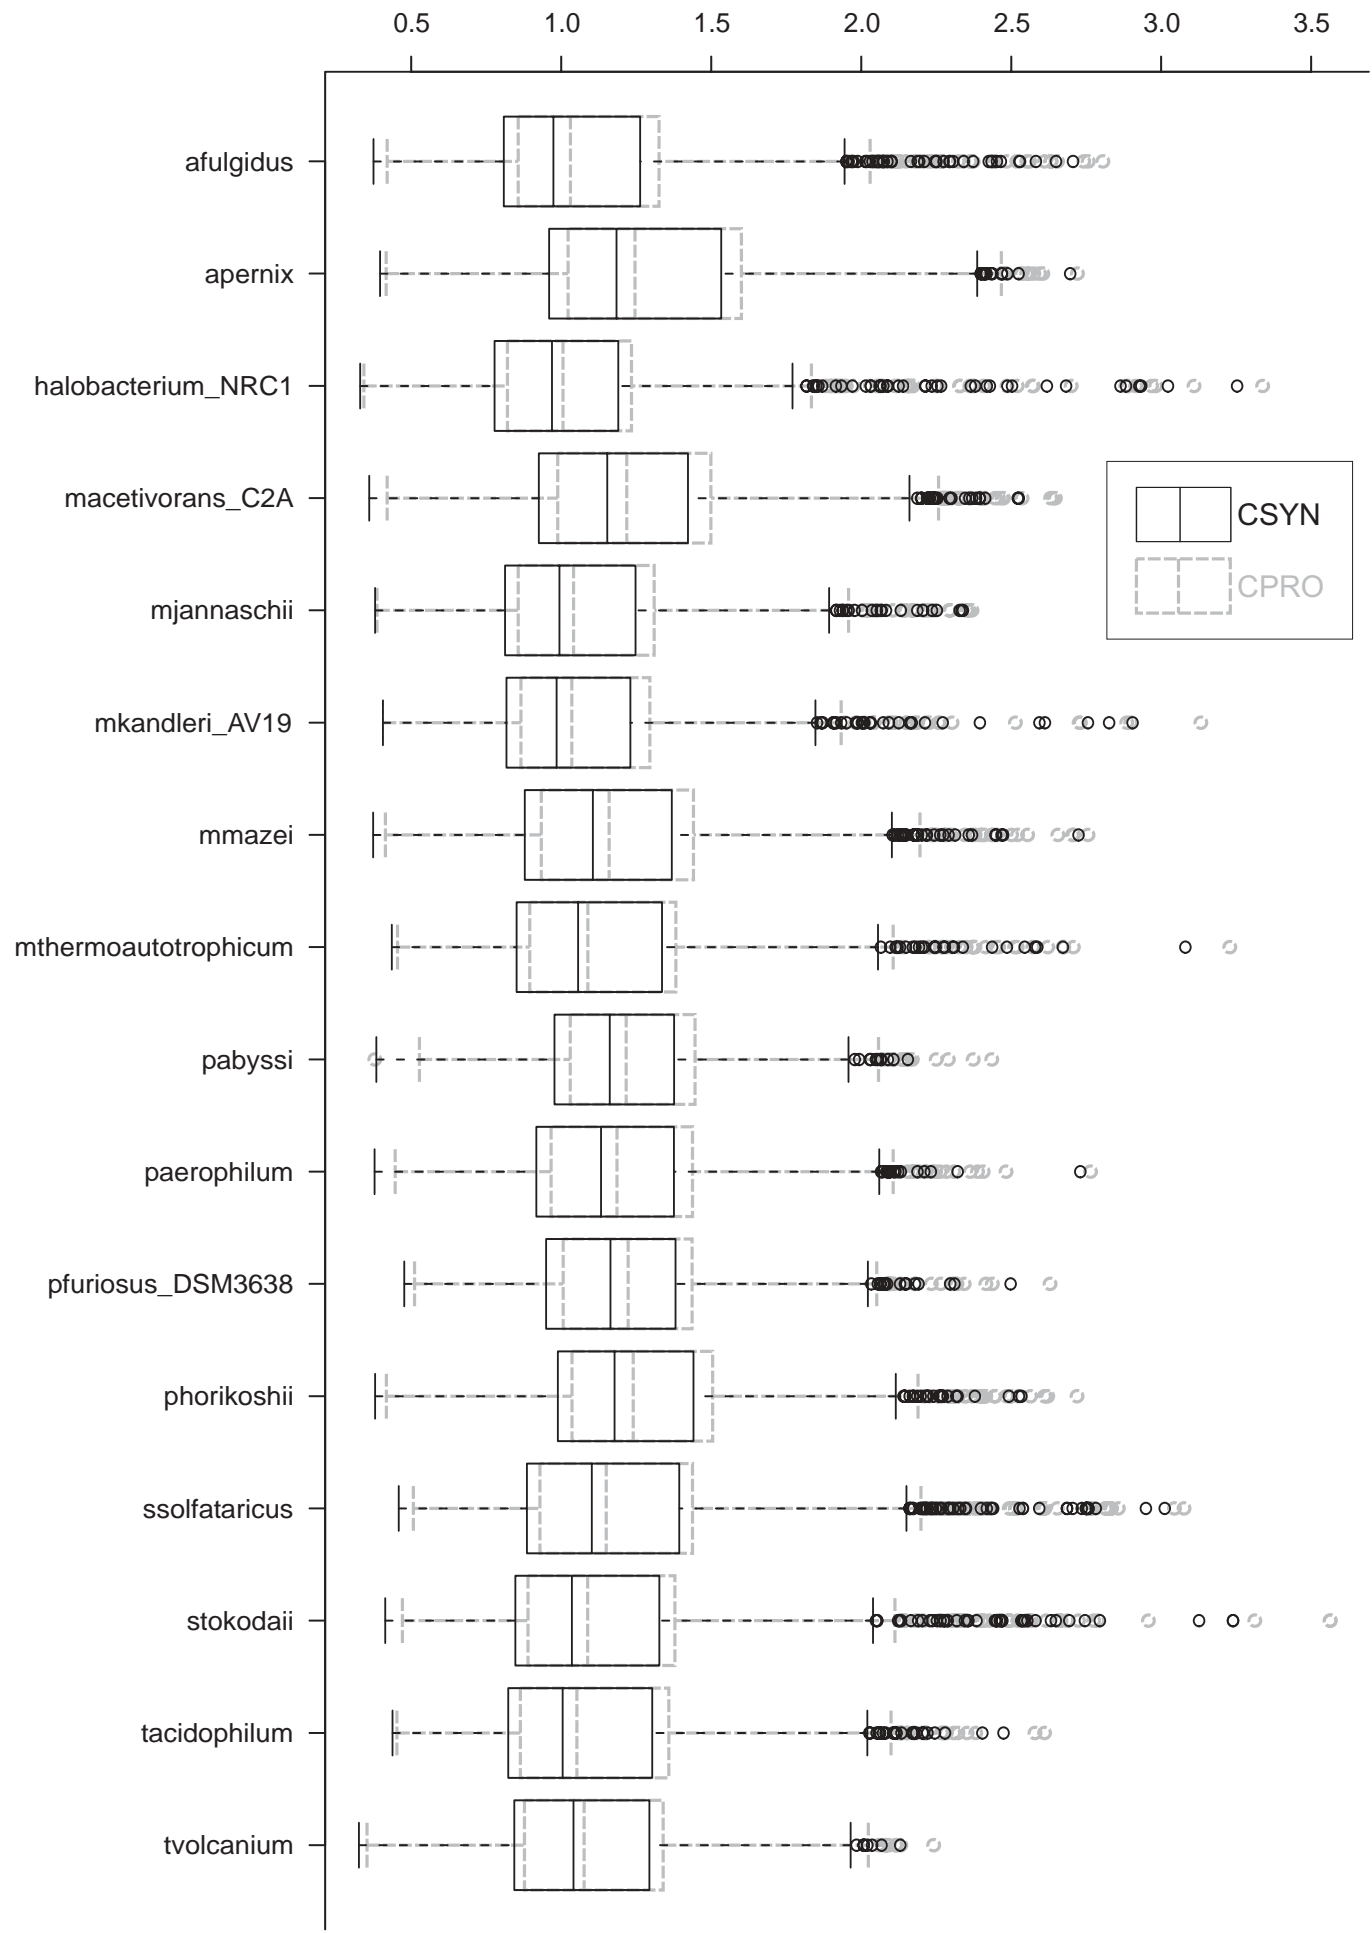 0.5 1.0 1.5 2.0 2.5 3.0 3.5
afulgidus
apernix
halobacterium_NRC1
macetivorans_C2A
CSYN
CPRO
mjannaschii
mkandleri_AV19
mmazei
mthermoautotrophicum
pabyssi
paerophilum
pfuriosus_DSM3638
phorikoshii
ssolfataricus
stokodaii
tacidophilum
tvolcanium